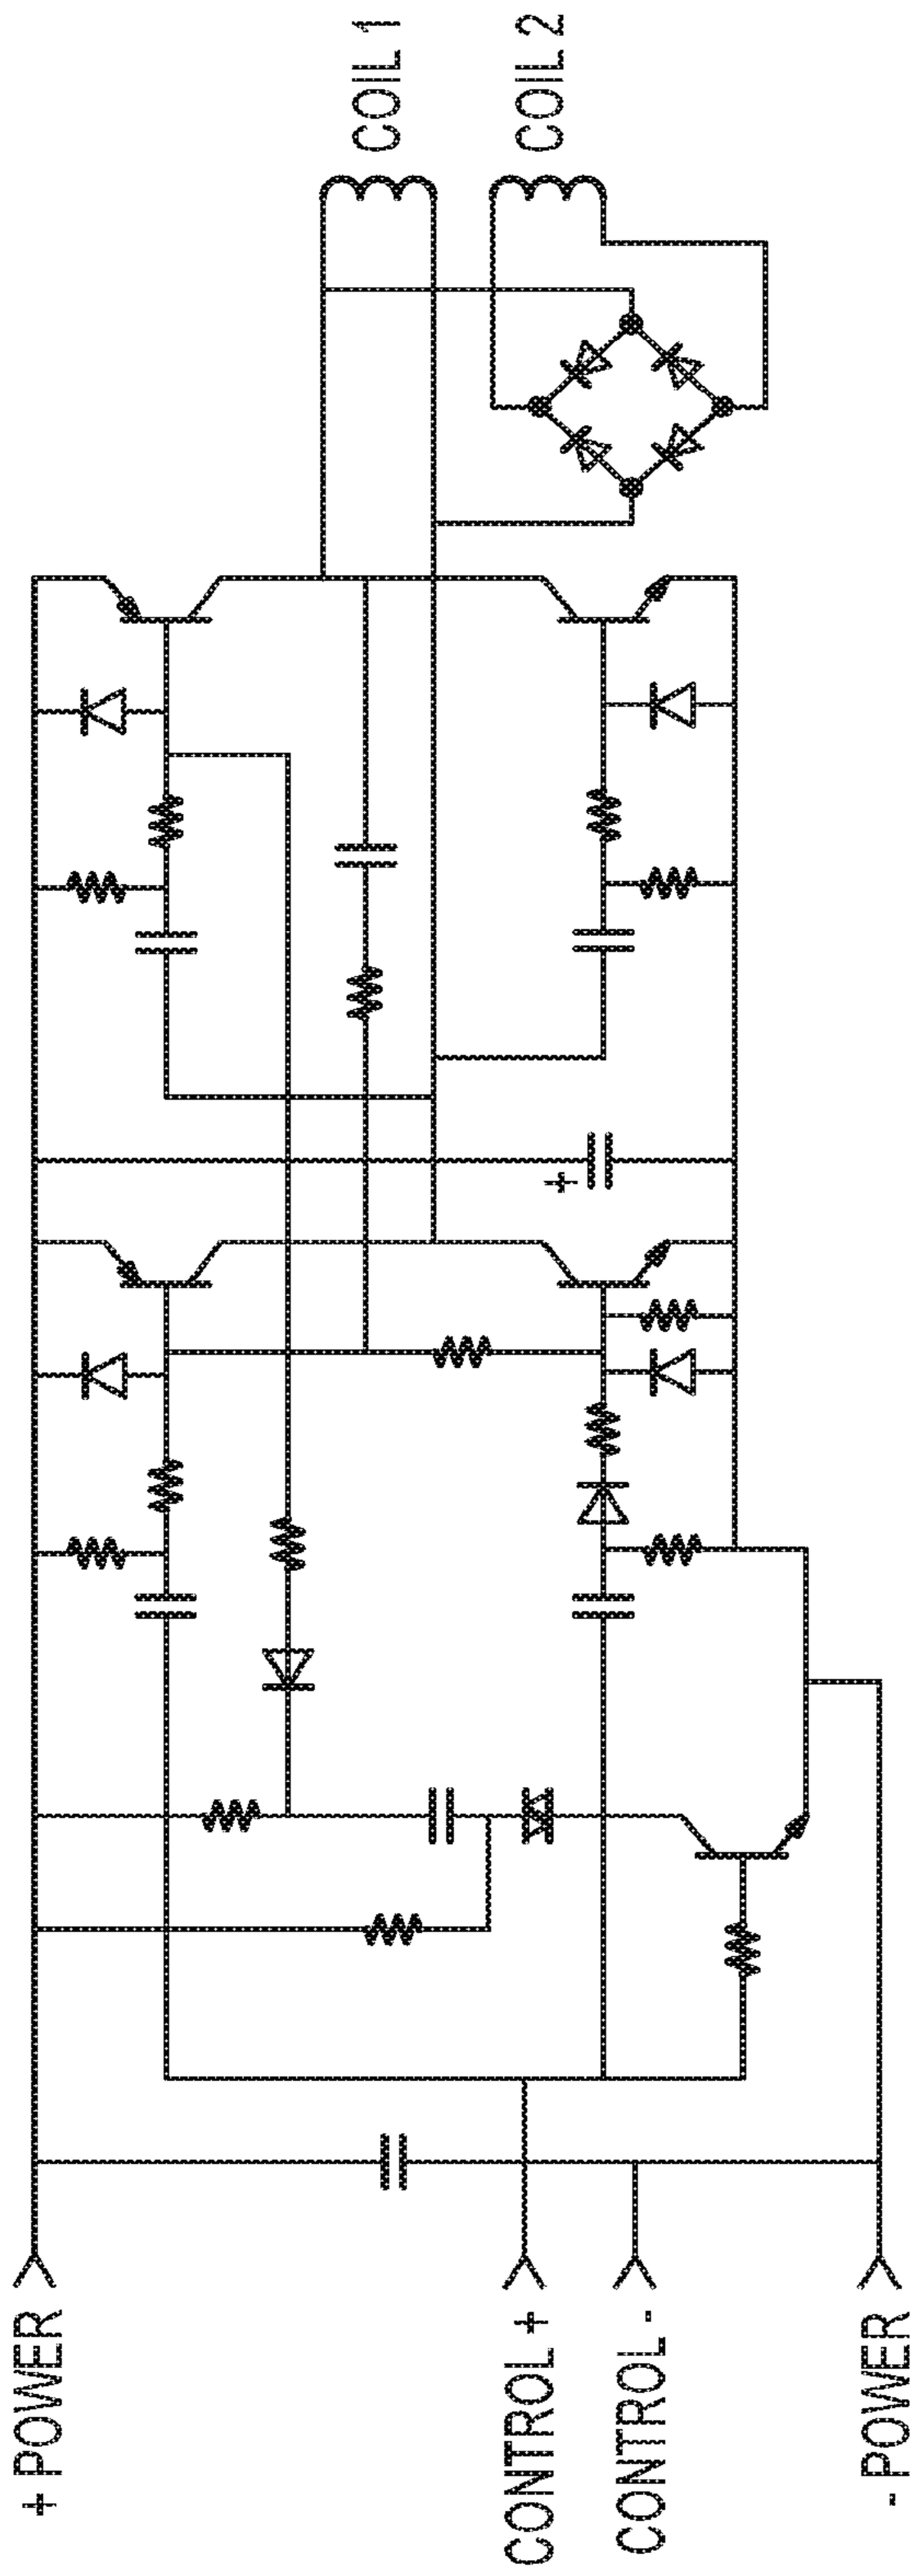 + POWER
CONTROL +
CONTROL -
- POWER
COIL 1
COIL 2
+